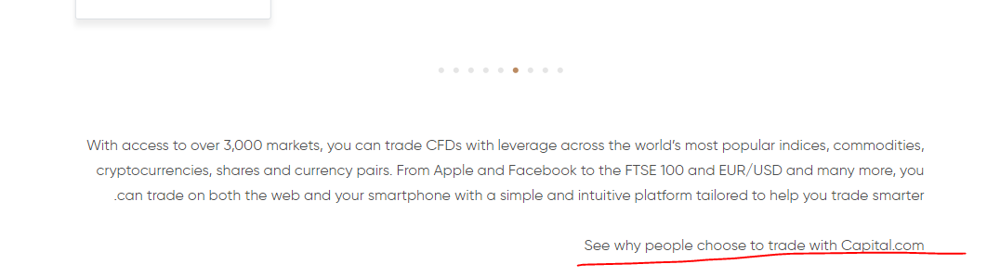 With access to over 3,000 markets, you can trade CFDs with leverage across the world's most popular indices, commodities,
cryptocurrencies, shares and currency pairs. From Apple and Facebook to the FTSE 100 and EUR/USD and many more, you
.can trade on both the web and your smartphone with a simple and intuitive platform tailored to help you trade smarter
See why people choose to trade with Capital.com